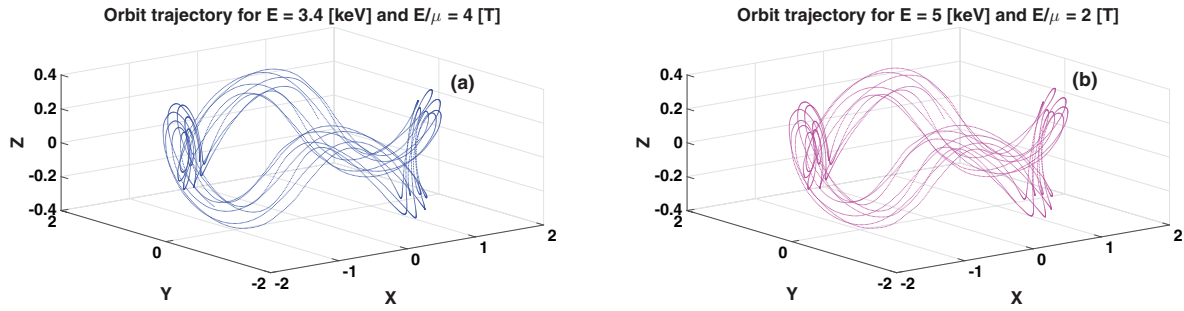 Orbit trajectory for E = 3.4 [keV] and E/μ = 4 [T]
(a)
0.4
0.2
0
-0.2
-0.4
Z
2
0
-2
Y
-2
-1
0
1
2
X
Orbit trajectory for E = 5 [keV] and E/μ = 2 [T]
(b)
0.4
0.2
0
-0.2
-0.4
Z
2
0
-2
Y
-2
-1
0
1
2
X